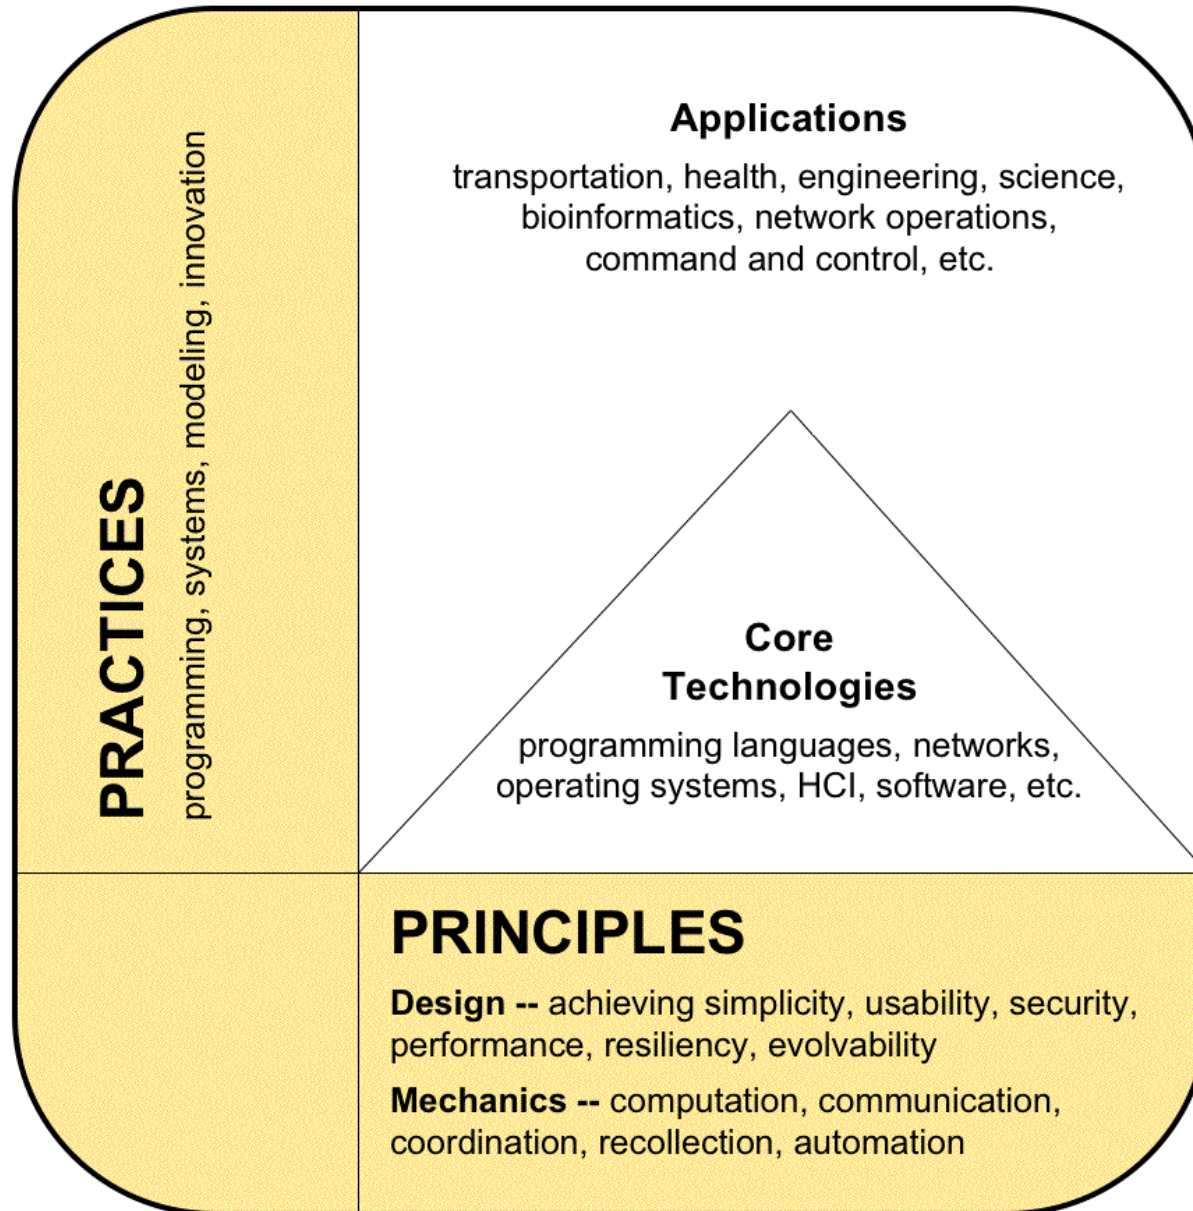 PRACTICES
programming, systems, modeling, innovation
Applications
transportation, health, engineering, science,
bioinformatics, network operations,
command and control, etc.
Core
Technologies
programming languages, networks,
operating systems, HCI, software, etc.
PRINCIPLES
Design -- achieving simplicity, usability, security,
performance, resiliency, evolvability
Mechanics -- computation, communication,
coordination, recollection, automation